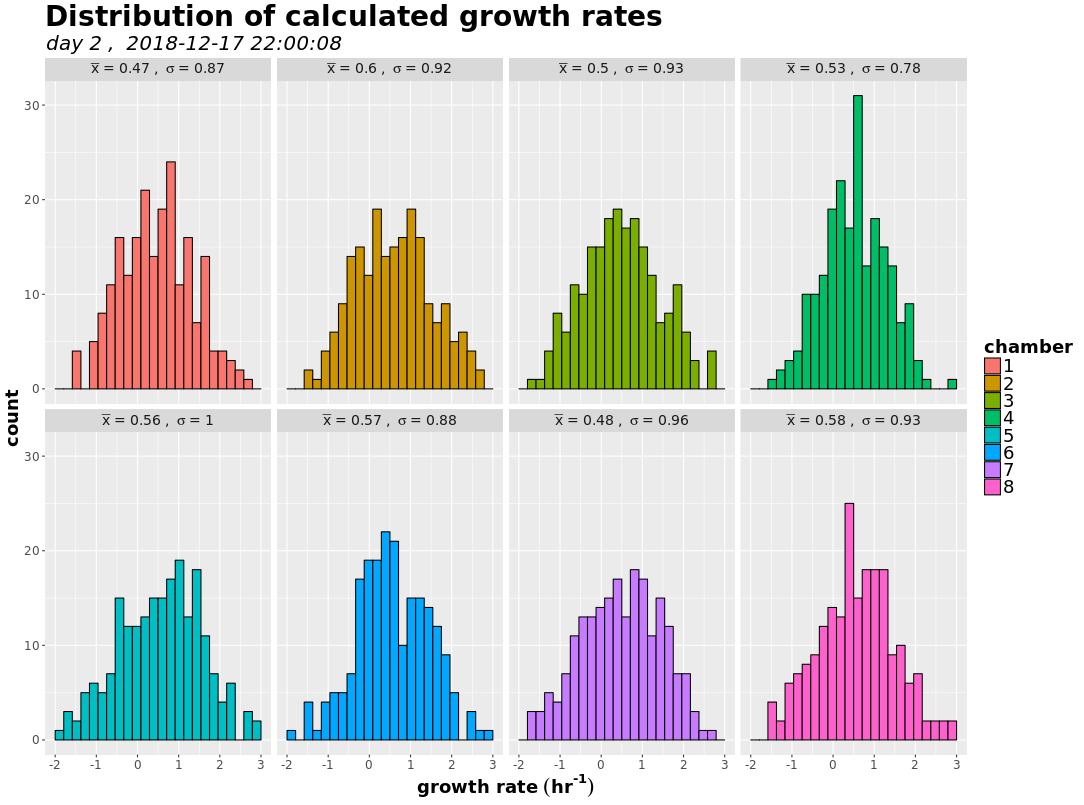 Distribution of calculated growth rates
day 2 ,  2018-12-17 22:00:08
x̅ = 0.47 ,  σ = 0.87
x̅ = 0.6 ,  σ = 0.92
x̅ = 0.5 ,  σ = 0.93
x̅ = 0.53 ,  σ = 0.78
30
20
10
0
count
x̅ = 0.56 ,  σ = 1
x̅ = 0.57 ,  σ = 0.88
x̅ = 0.48 ,  σ = 0.96
x̅ = 0.58 ,  σ = 0.93
30
20
10
0
-2 -1 0 1 2 3
-2 -1 0 1 2 3
-2 -1 0 1 2 3
-2 -1 0 1 2 3
growth rate (hr⁻¹)
chamber
1
2
3
4
5
6
7
8